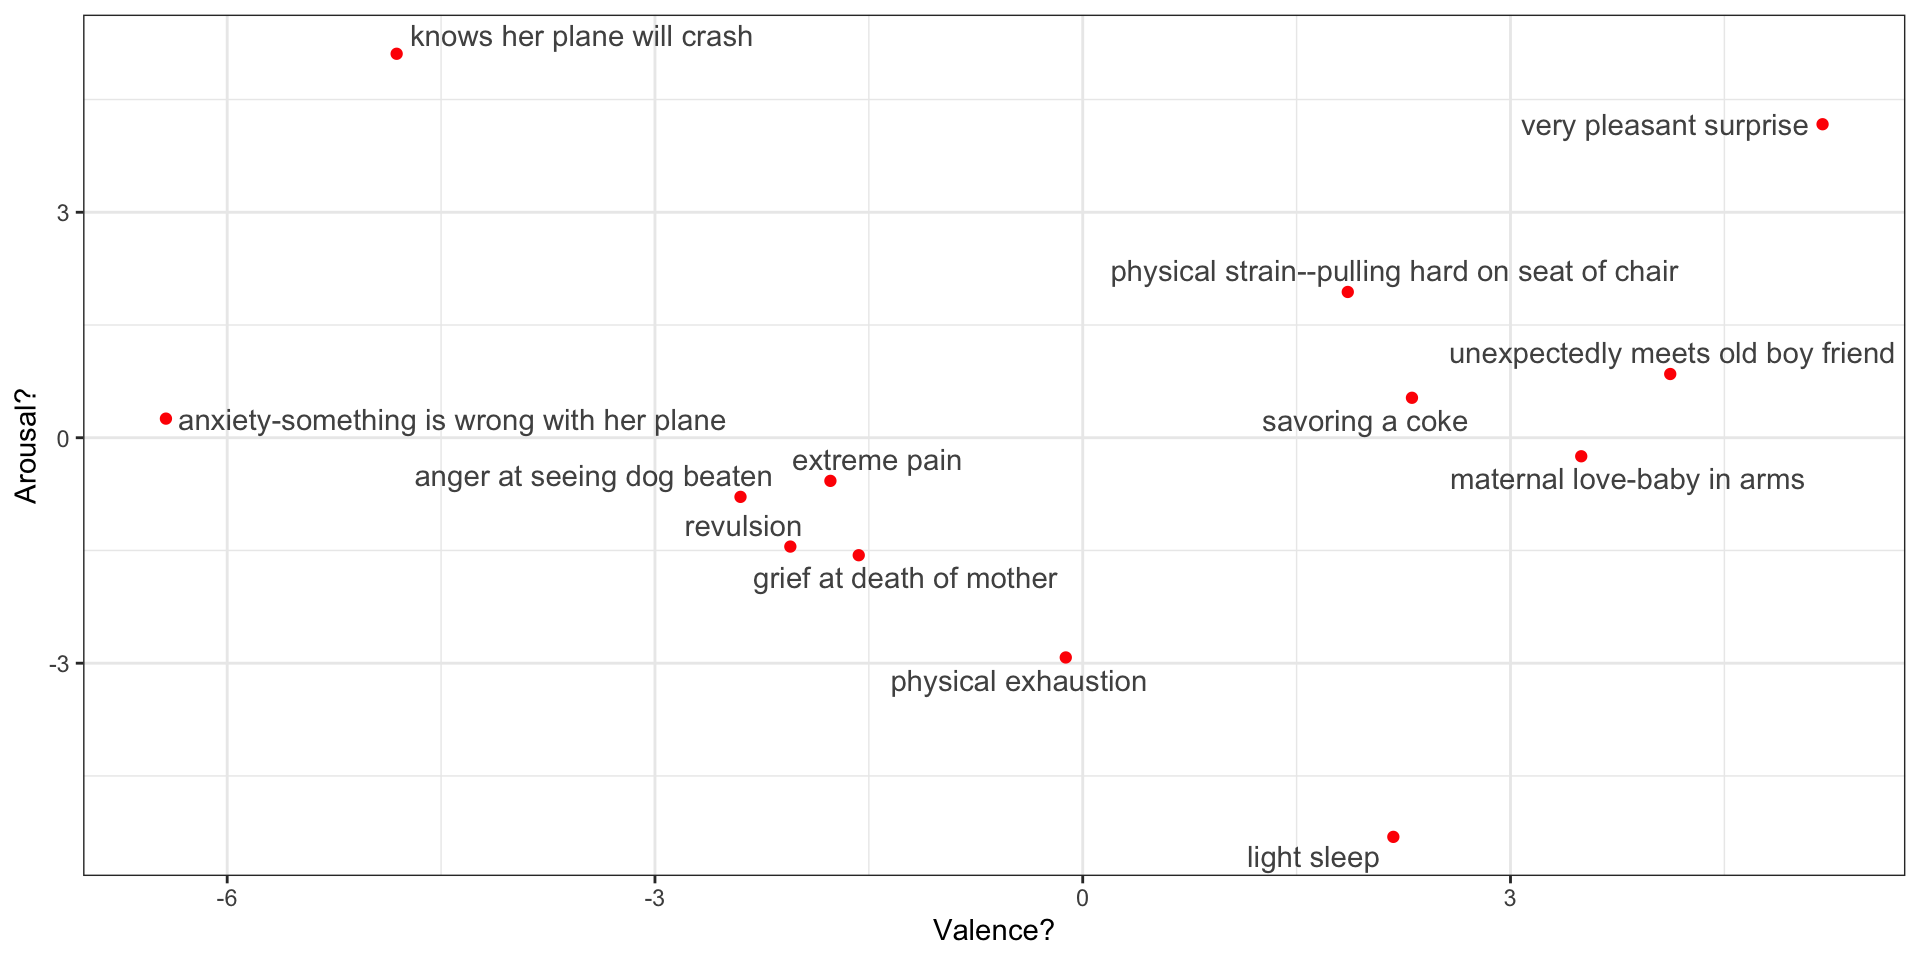 knows her plane will crash
very pleasant surprise
3
physical strain--pulling hard on seat of chair
unexpectedly meets old boy friend
savoring a coke
anxiety-something is wrong with her plane
0
extreme pain
anger at seeing dog beaten
maternal love-baby in arms
revulsion
grief at death of mother
Arousal?
-3
physical exhaustion
light sleep
-6
-3
0
3
Valence?